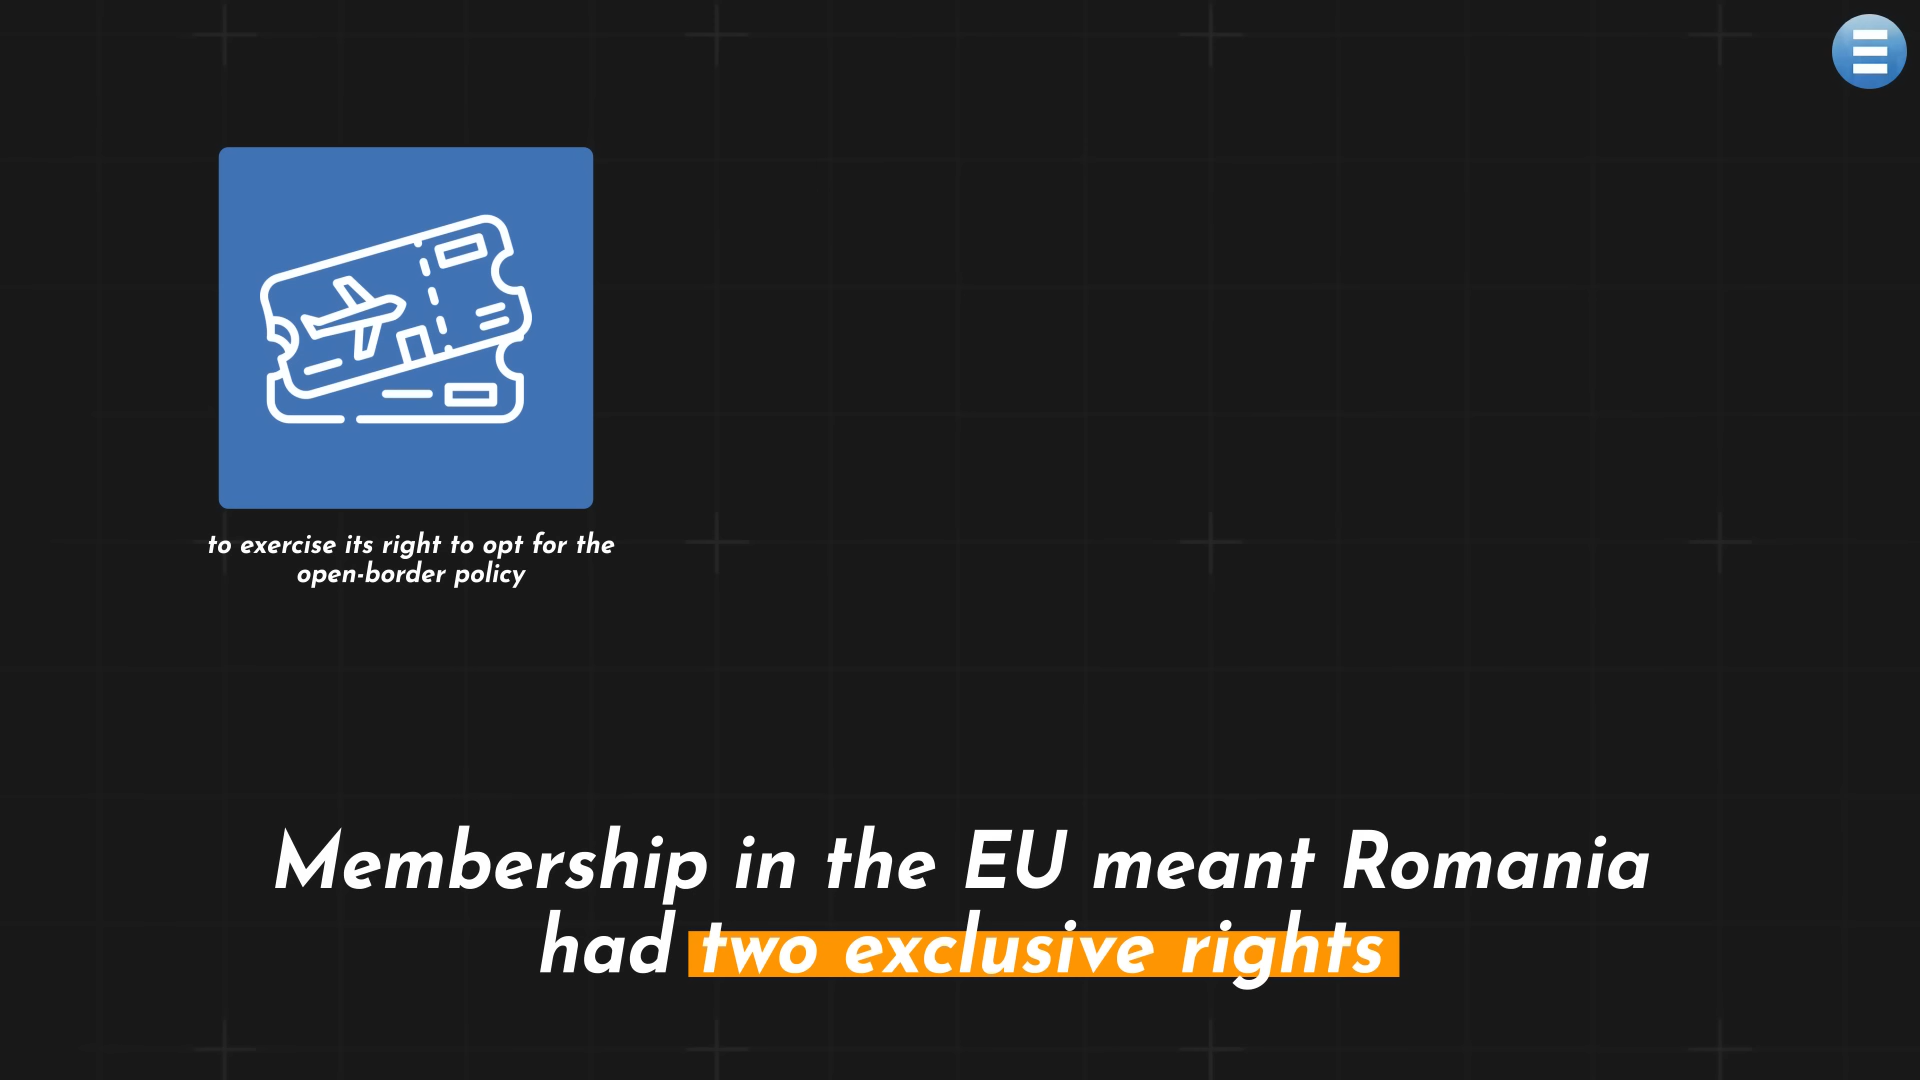 to exercise its right to opt for the
open-border policy
Membership in the EU meant Romania
had two exclusive rights